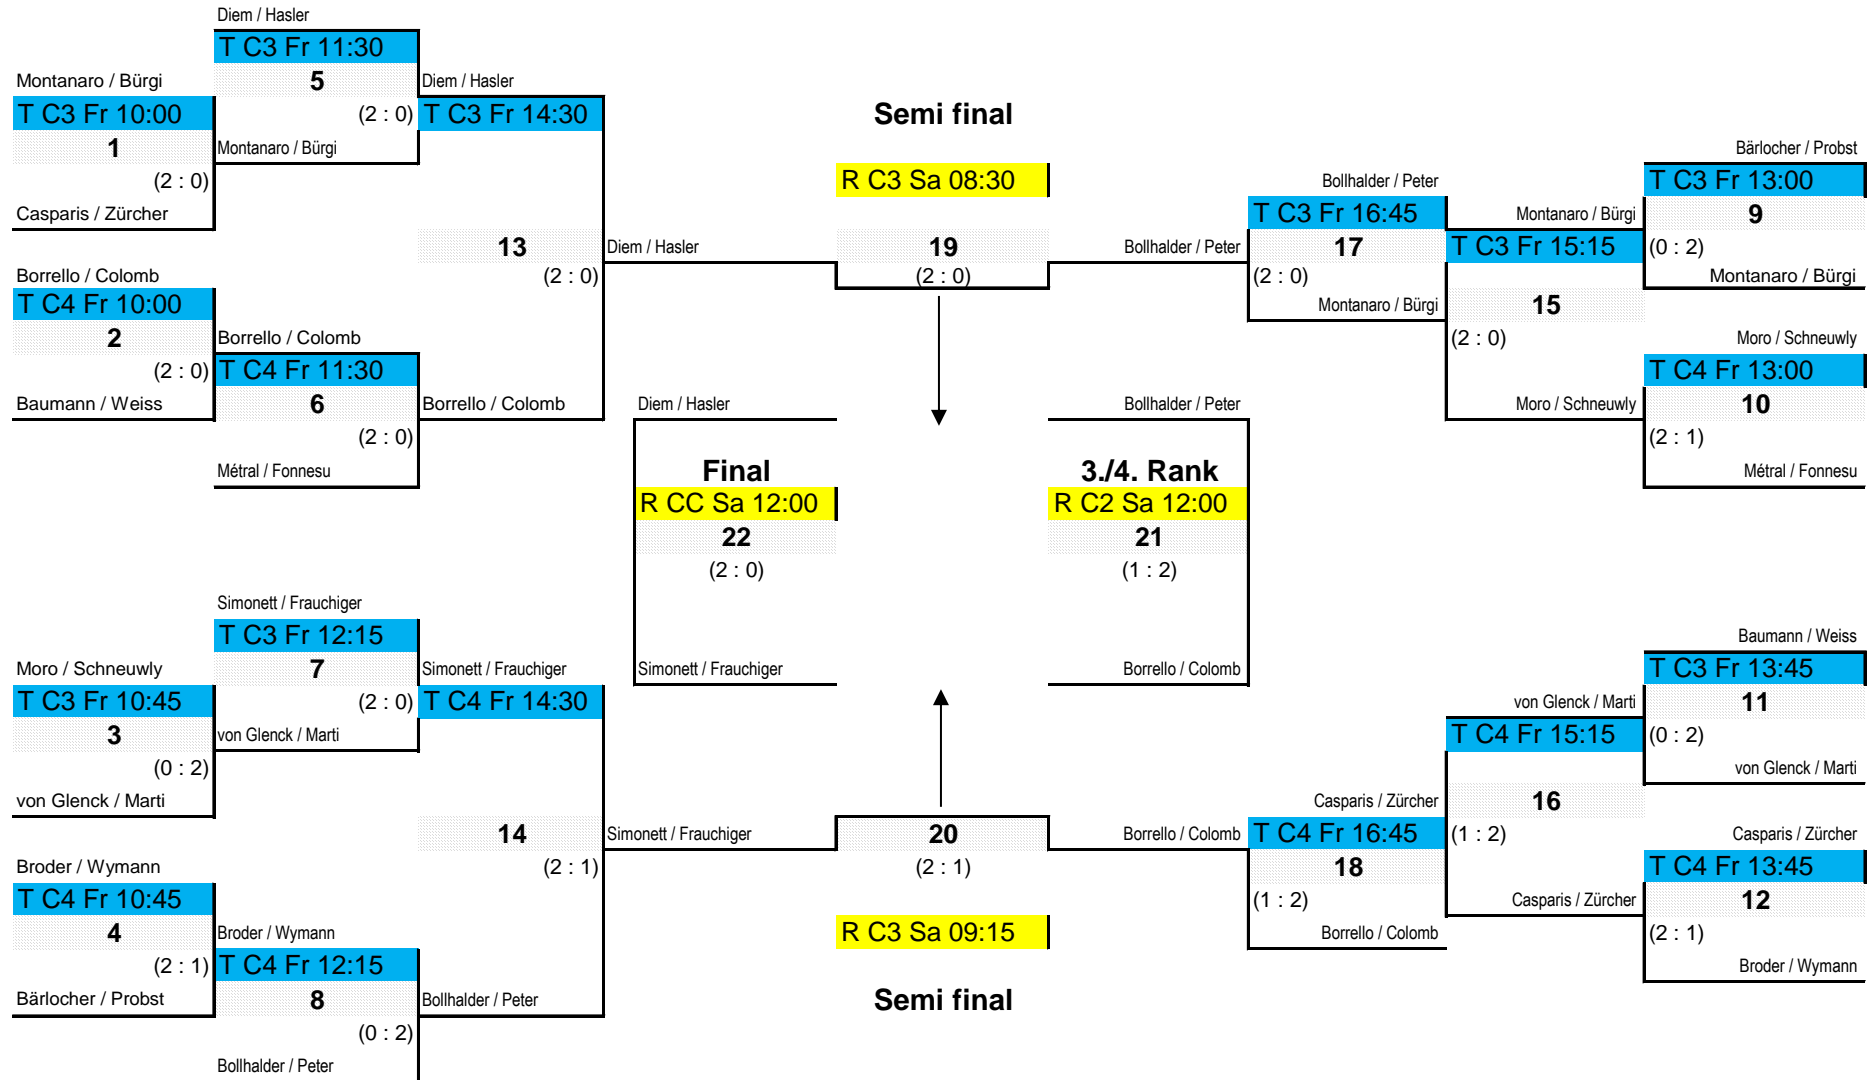 Diem / Hasler
T C3 Fr 11:30
Montanaro / Bürgi
5
Diem / Hasler
T C3 Fr 10:00
(2 : 0)
T C3 Fr 14:30
Semi final
1
Montanaro / Bürgi
Bärlocher / Probst
(2 : 0)
R C3 Sa 08:30
Bollhalder / Peter
T C3 Fr 13:00
Casparis / Zürcher
T C3 Fr 16:45
Montanaro / Bürgi
9
13
Diem / Hasler
19
Bollhalder / Peter
17
T C3 Fr 15:15
(0 : 2)
Borrello / Colomb
(2 : 0)
(2 : 0)
(2 : 0)
Montanaro / Bürgi
T C4 Fr 10:00
Montanaro / Bürgi
15
2
Borrello / Colomb
(2 : 0)
Moro / Schneuwly
(2 : 0)
T C4 Fr 11:30
T C4 Fr 13:00
Baumann / Weiss
6
Borrello / Colomb
Diem / Hasler
Bollhalder / Peter
Moro / Schneuwly
10
(2 : 0)
(2 : 1)
Métral / Fonnesu
Final
3./4. Rank
Métral / Fonnesu
R CC Sa 12:00
R C2 Sa 12:00
22
21
(2 : 0)
(1 : 2)
Simonett / Frauchiger
T C3 Fr 12:15
Baumann / Weiss
Moro / Schneuwly
7
Simonett / Frauchiger
Simonett / Frauchiger
Borrello / Colomb
T C3 Fr 13:45
T C3 Fr 10:45
(2 : 0)
T C4 Fr 14:30
von Glenck / Marti
11
3
von Glenck / Marti
T C4 Fr 15:15
(0 : 2)
(0 : 2)
von Glenck / Marti
von Glenck / Marti
Casparis / Zürcher
16
14
Simonett / Frauchiger
20
Borrello / Colomb
T C4 Fr 16:45
(1 : 2)
Casparis / Zürcher
Broder / Wymann
(2 : 1)
(2 : 1)
18
T C4 Fr 13:45
T C4 Fr 10:45
(1 : 2)
Casparis / Zürcher
12
4
Broder / Wymann
R C3 Sa 09:15
Borrello / Colomb
(2 : 1)
(2 : 1)
T C4 Fr 12:15
Broder / Wymann
Bärlocher / Probst
8
Bollhalder / Peter
Semi final
(0 : 2)
Bollhalder / Peter